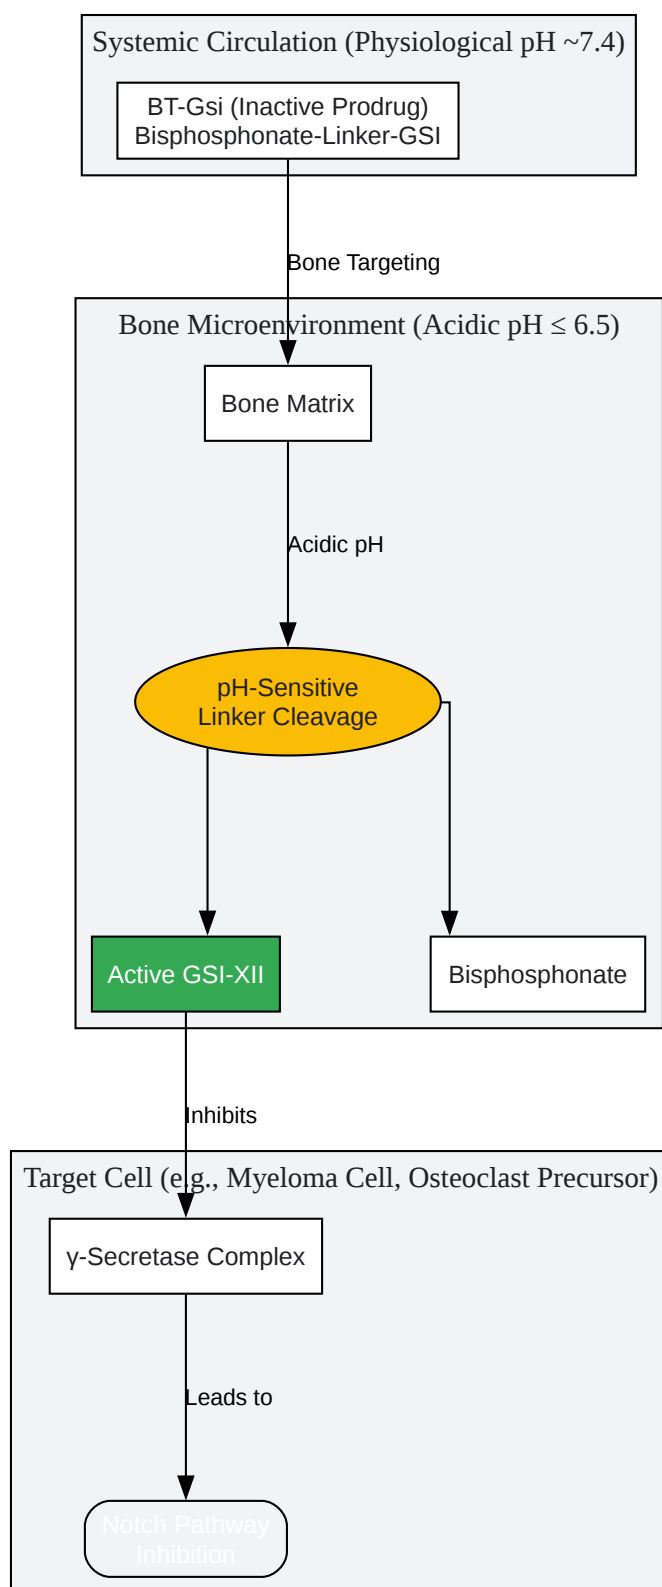 Systemic Circulation (Physiological pH ~7.4)
BT-Gsi (Inactive Prodrug)
Bisphosphonate-Linker-GSI
Bone Targeting
Bone Microenvironment (Acidic pH ≤ 6.5)
Bone Matrix
Acidic pH
pH-Sensitive
Linker Cleavage
Active GSI-XII
Bisphosphonate
Inhibits
Target Cell (e.g., Myeloma Cell, Osteoclast Precursor)
γ-Secretase Complex
Leads to
Notch Pathway
Inhibition